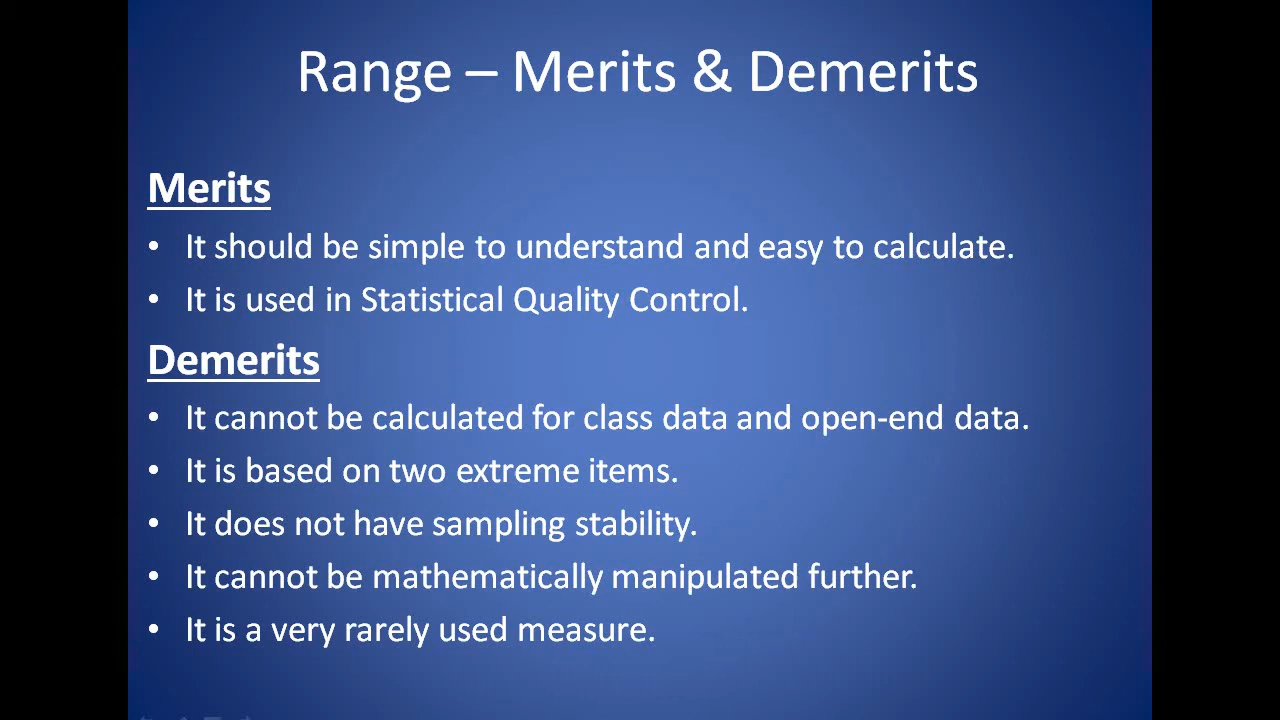 Range – Merits & Demerits
Merits
• It should be simple to understand and easy to calculate.
• It is used in Statistical Quality Control.
Demerits
• It cannot be calculated for class data and open-end data.
• It is based on two extreme items.
• It does not have sampling stability.
• It cannot be mathematically manipulated further.
• It is a very rarely used measure.